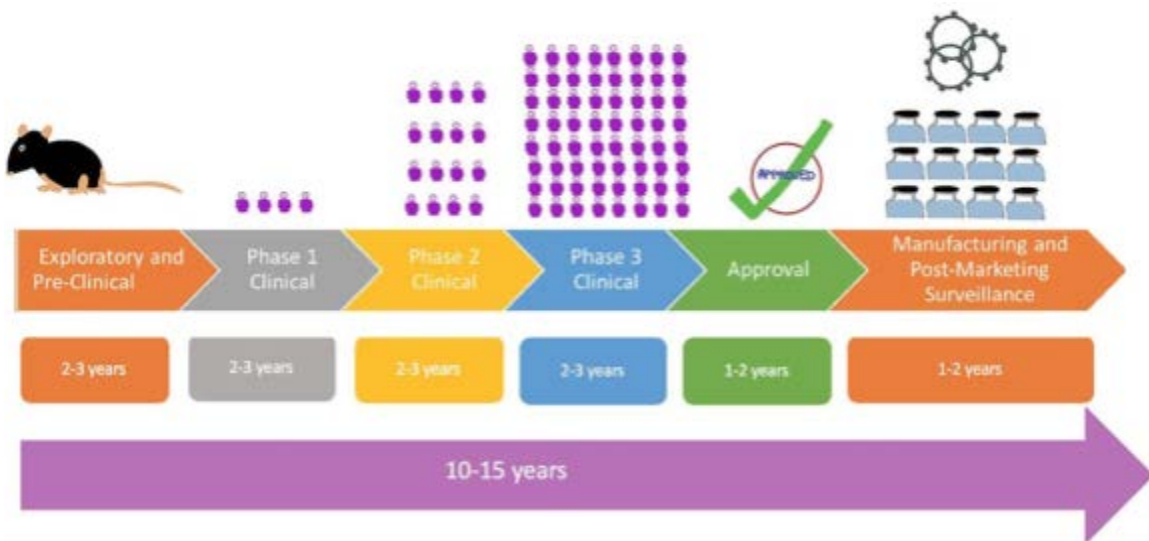 APPROVED
Exploratory and
Pre-Clinical
Phase 1
Clinical
Phase 2
Clinical
Phase 3
Clinical
Approval
Manufacturing and
Post-Marketing
Surveillance
2-3 years
2-3 years
2-3 years
2-3 years
1-2 years
1-2 years
10-15 years